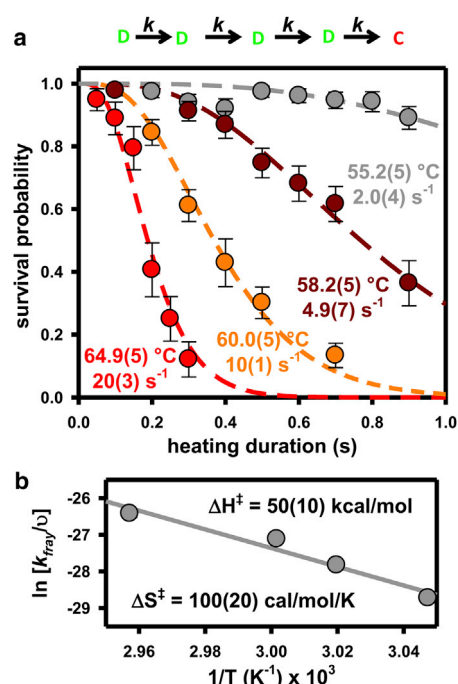 k k k k
D D D D C
a
1.0
0.8
0.6
0.4
0.2
0.0
survival probability
55.2(5) °C
2.0(4) s⁻¹
58.2(5) °C
4.9(7) s⁻¹
60.0(5) °C
10(1) s⁻¹
64.9(5) °C
20(3) s⁻¹
0.0 0.2 0.4 0.6 0.8 1.0
heating duration (s)
b
-26
-27
-28
-29
ln [k_fray/υ]
ΔH‡ = 50(10) kcal/mol
ΔS‡ = 100(20) cal/mol/K
2.96 2.98 3.00 3.02 3.04
1/T (K⁻¹) x 10³